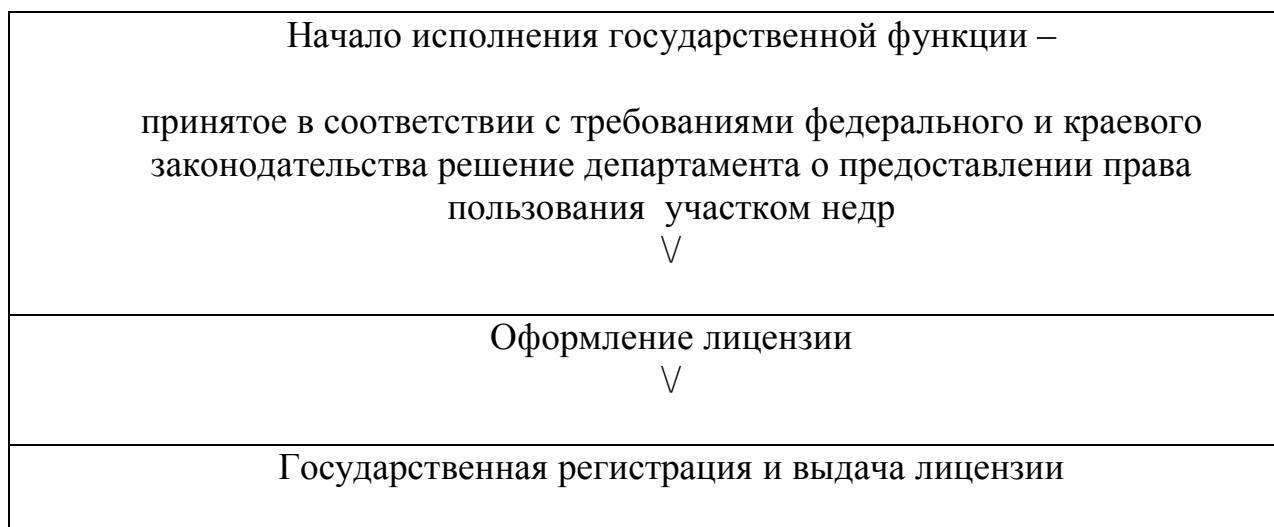 Начало исполнения государственной функции –
принятое в соответствии с требованиями федерального и краевого
законодательства решение департамента о предоставлении права
пользования участком недр
\/
Оформление лицензии
\/
Государственная регистрация и выдача лицензии